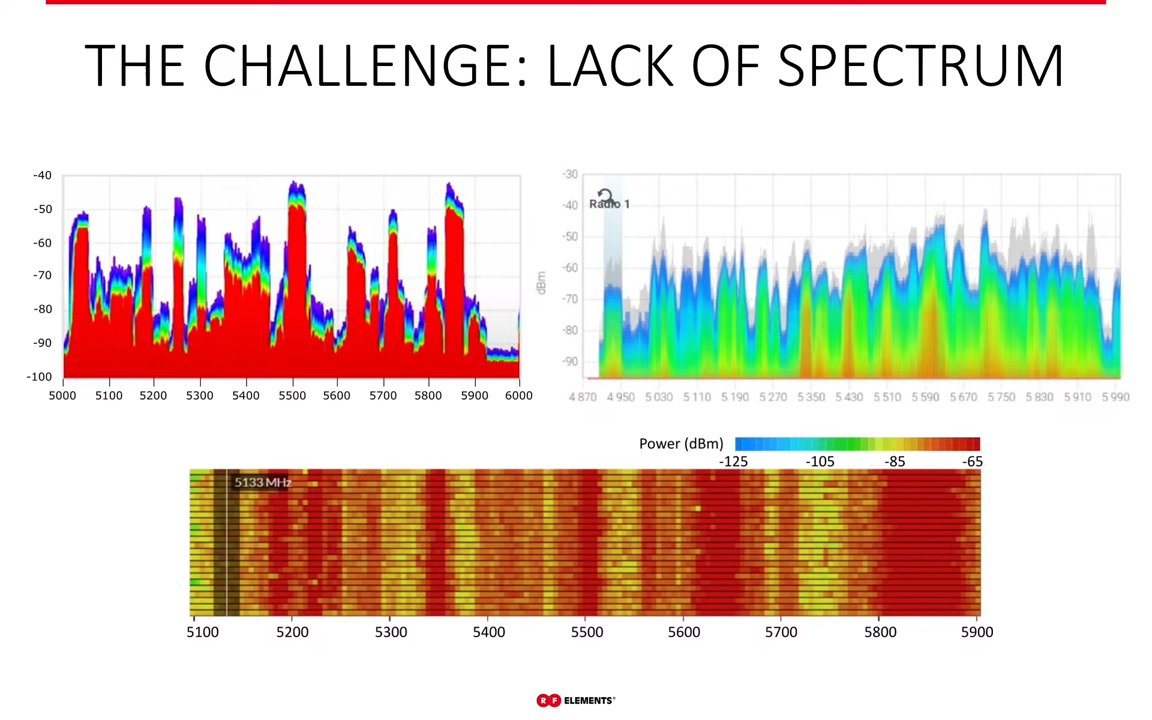 THE CHALLENGE: LACK OF SPECTRUM
-40
-50
-60
-70
-80
-90
-100
5000 5100 5200 5300 5400 5500 5600 5700 5800 5900 6000
-30
-40
-50
-60
-70
-80
-90
dBm
Radio 1
4 870 4 950 5 030 5 110 5 190 5 270 5 350 5 430 5 510 5 590 5 670 5 750 5 830 5 910 5 990
Power (dBm)
-125 -105 -85 -65
5133 MHz
5100 5200 5300 5400 5500 5600 5700 5800 5900
RF ELEMENTS®